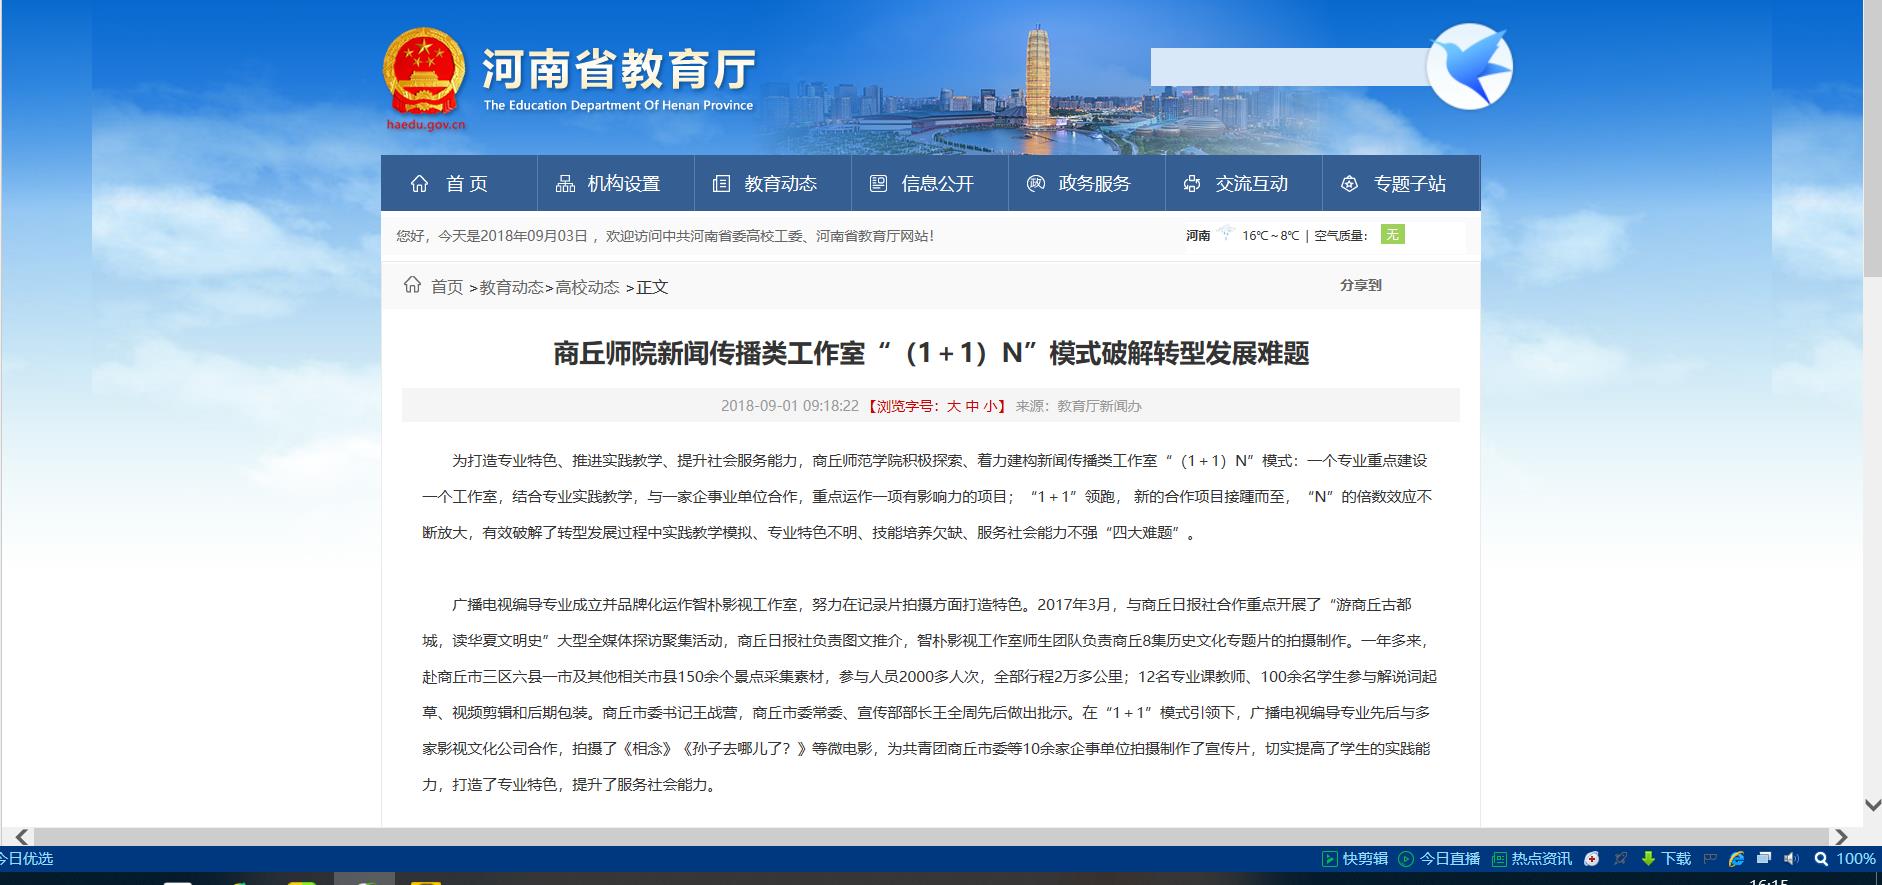 河南省教育厅
The Education Department Of Henan Province
haedu.gov.cn
首 页 机构设置 教育动态 信息公开 政务服务 交流互动 专题子站
您好，今天是2018年09月03日 ，欢迎访问中共河南省委高校工委、河南省教育厅网站！ 河南 16℃～8℃ | 空气质量： 无
首页 >教育动态>高校动态 >正文 分享到
商丘师院新闻传播类工作室“（1＋1）N”模式破解转型发展难题
2018-09-01 09:18:22 【浏览字号：大 中 小】 来源：教育厅新闻办
为打造专业特色、推进实践教学、提升社会服务能力，商丘师范学院积极探索、着力建构新闻传播类工作室“（1＋1）N”模式：一个专业重点建设
一个工作室，结合专业实践教学，与一家企事业单位合作，重点运作一项有影响力的项目；“1＋1”领跑， 新的合作项目接踵而至，“N”的倍数效应不
断放大，有效破解了转型发展过程中实践教学模拟、专业特色不明、技能培养欠缺、服务社会能力不强“四大难题”。
广播电视编导专业成立并品牌化运作智朴影视工作室，努力在记录片拍摄方面打造特色。2017年3月，与商丘日报社合作重点开展了“游商丘古都
城，读华夏文明史”大型全媒体探访聚集活动，商丘日报社负责图文推介，智朴影视工作室师生团队负责商丘8集历史文化专题片的拍摄制作。一年多来，
赴商丘市三区六县一市及其他相关市县150余个景点采集素材，参与人员2000多人次，全部行程2万多公里；12名专业课教师、100余名学生参与解说词起
草、视频剪辑和后期包装。商丘市委书记王战营，商丘市委常委、宣传部部长王全周先后做出批示。在“1＋1”模式引领下，广播电视编导专业先后与多
家影视文化公司合作，拍摄了《相念》《孙子去哪儿了？》等微电影，为共青团商丘市委等10余家企事单位拍摄制作了宣传片，切实提高了学生的实践能
力，打造了专业特色，提升了服务社会能力。
今日优选 快剪辑 今日直播 热点资讯 下载 100%
16:15